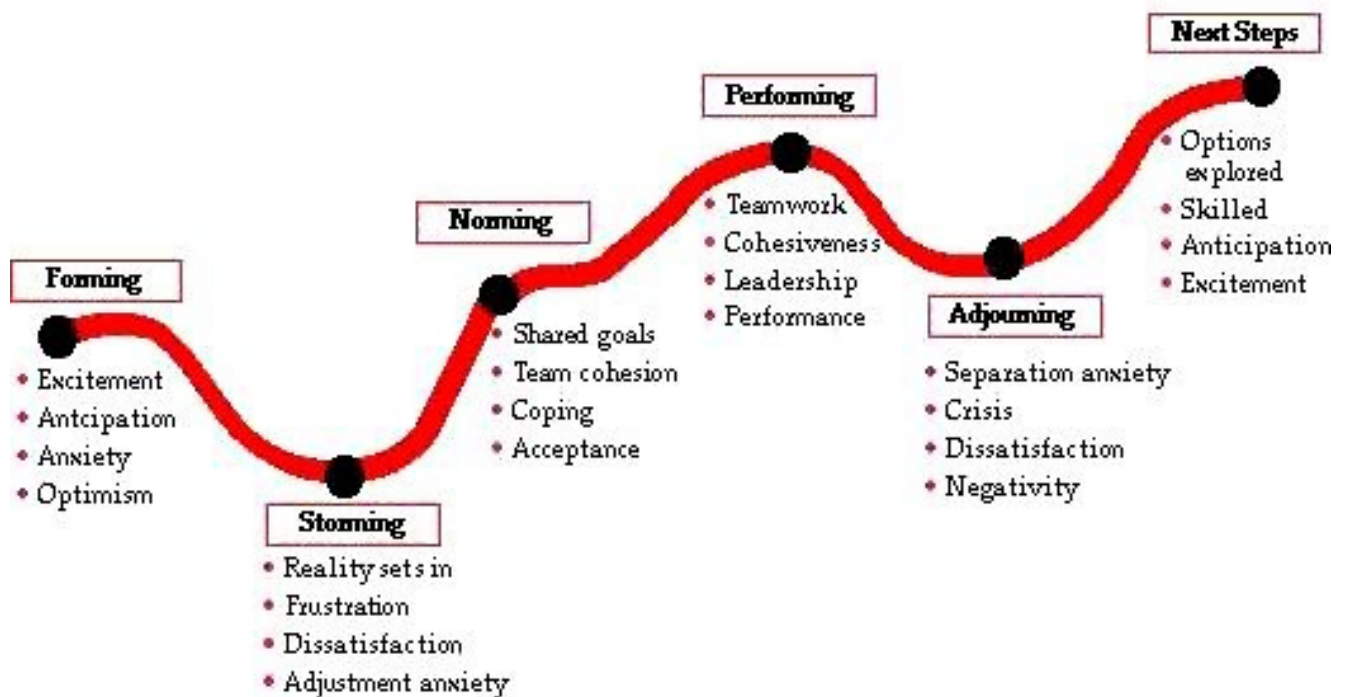 Forming
• Excitement
• Antcipation
• Anxiety
• Optimism
Storming
• Reality sets in
• Frustration
• Dissatisfaction
• Adjustment anxiety
Norming
• Shared goals
• Team cohesion
• Coping
• Acceptance
Performing
• Teamwork
• Cohesiveness
• Leadership
• Performance
Adjourning
• Separation anxiety
• Crisis
• Dissatisfaction
• Negativity
Next Steps
• Options
explored
• Skilled
• Anticipation
• Excitement